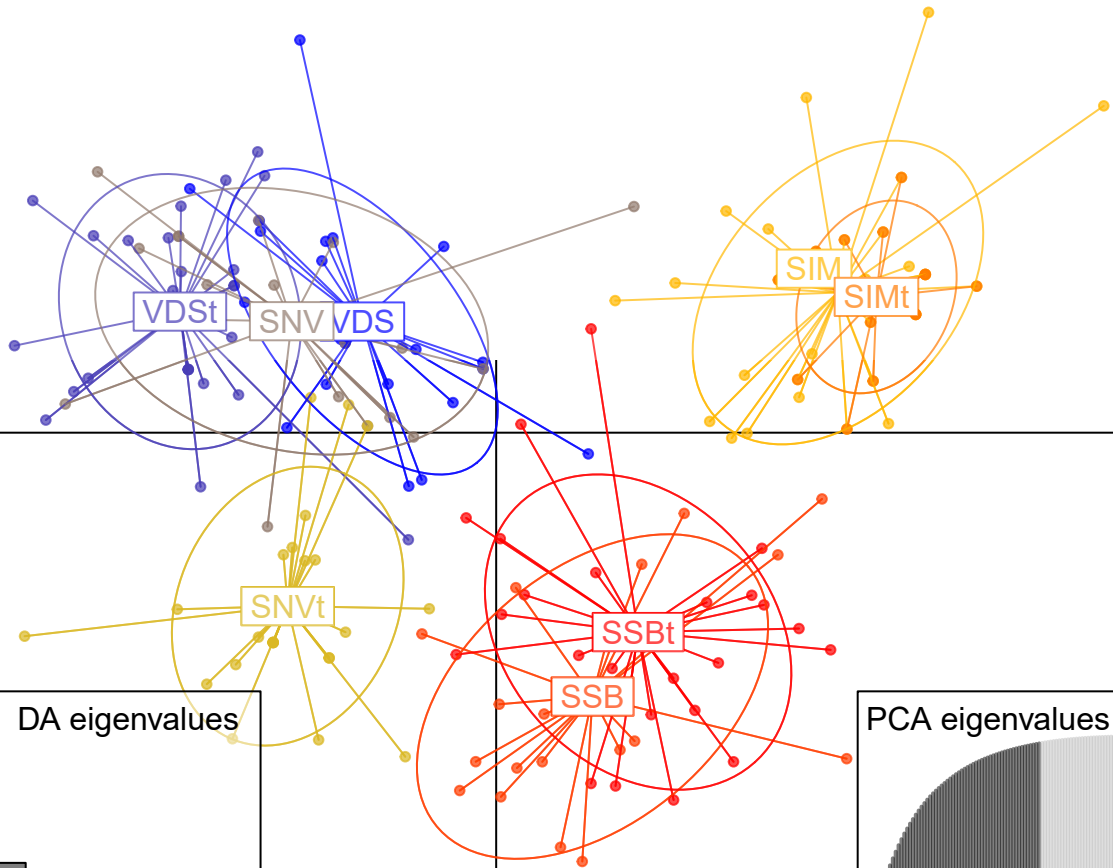 SIM
SIMt
VDSt
SNV
VDS
SNVt
SSBt
SSB
DA eigenvalues
PCA eigenvalues